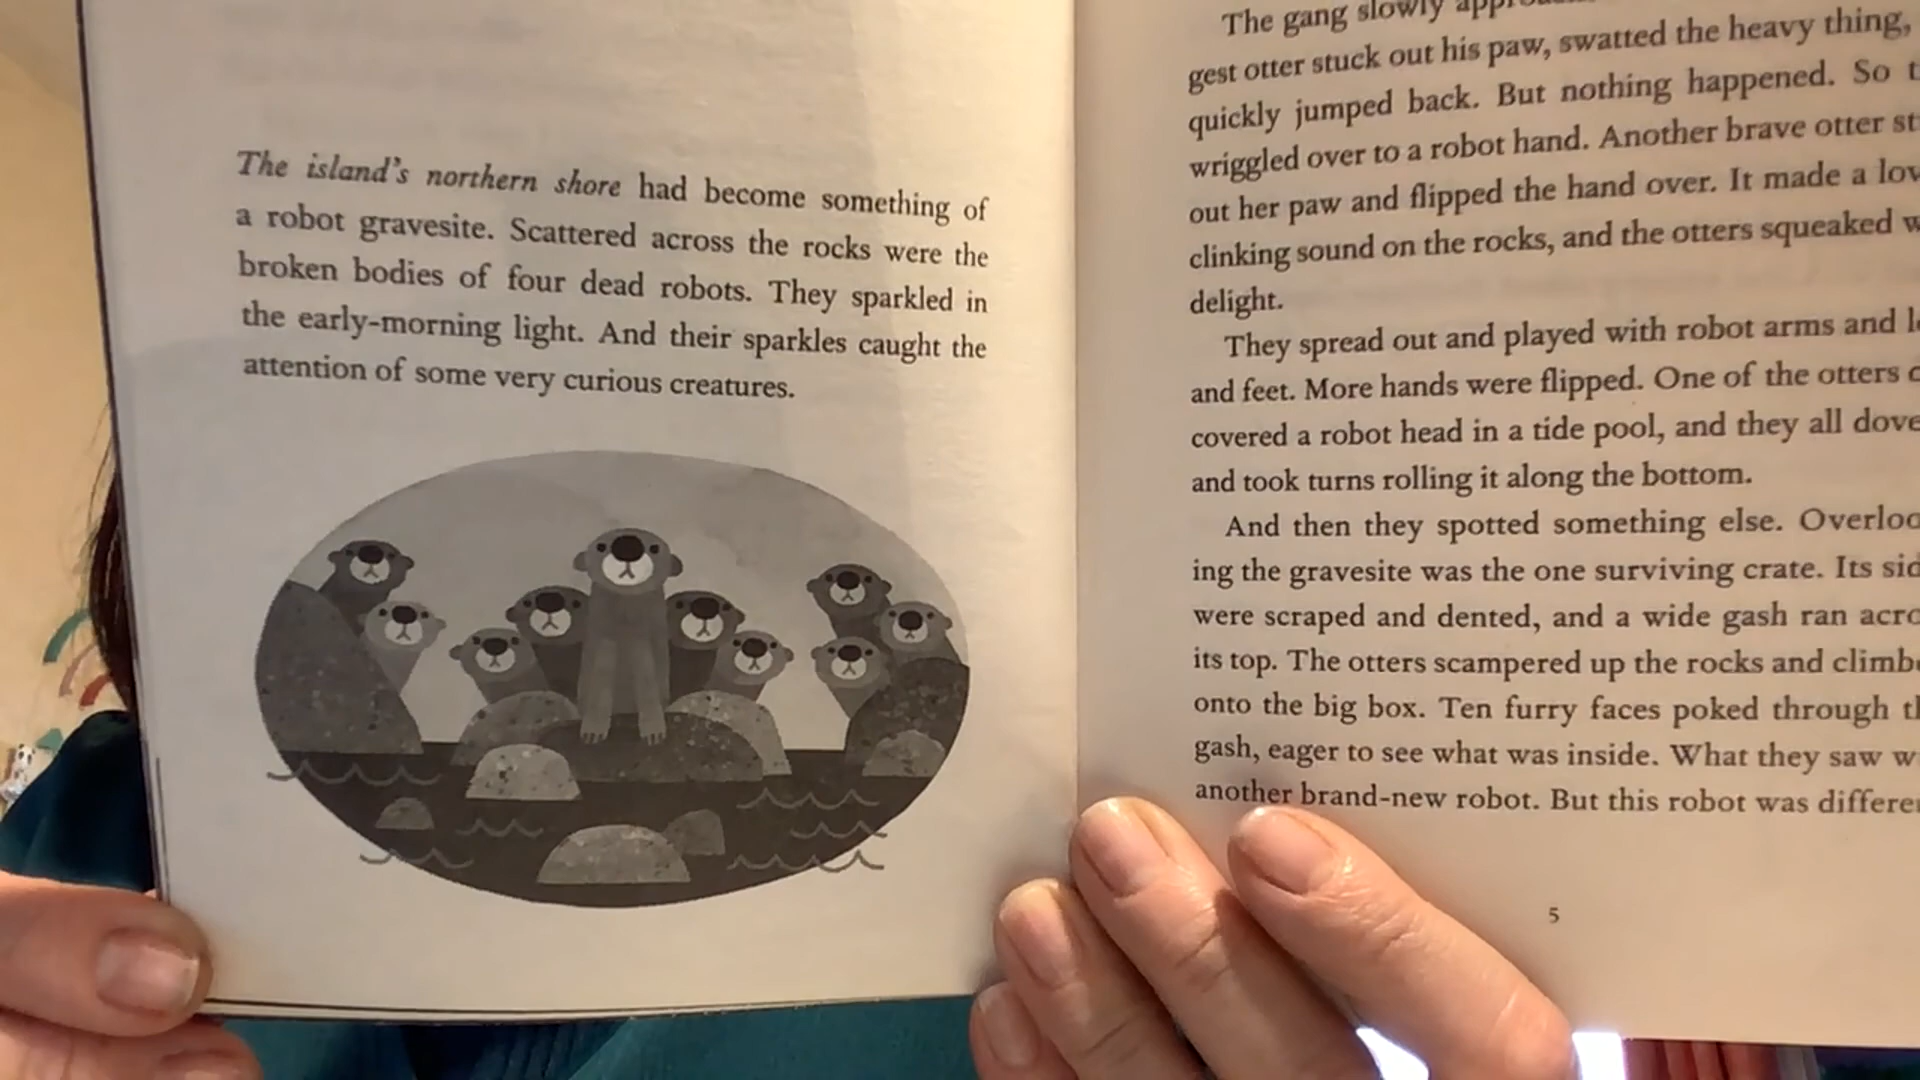 The island's northern shore had become something of
a robot gravesite. Scattered across the rocks were the
broken bodies of four dead robots. They sparkled in
the early-morning light. And their sparkles caught the
attention of some very curious creatures.
The gang slowly
gest otter stuck out his paw, swatted the heavy thing,
quickly jumped back. But nothing happened. So
wriggled over to a robot hand. Another brave otter
out her paw and flipped the hand over. It made a
clinking sound on the rocks, and the otters squeaked
delight.
They spread out and played with robot arms and
and feet. More hands were flipped. One of the otters
covered a robot head in a tide pool, and they all dove
and took turns rolling it along the bottom.
And then they spotted something else.
ing the gravesite was the one surviving crate. Its
were scraped and dented, and a wide gash ran
its top. The otters scampered up the rocks and
onto the big box. Ten furry faces poked through
gash, eager to see what was inside. What they saw
another brand-new robot. But this robot was
5